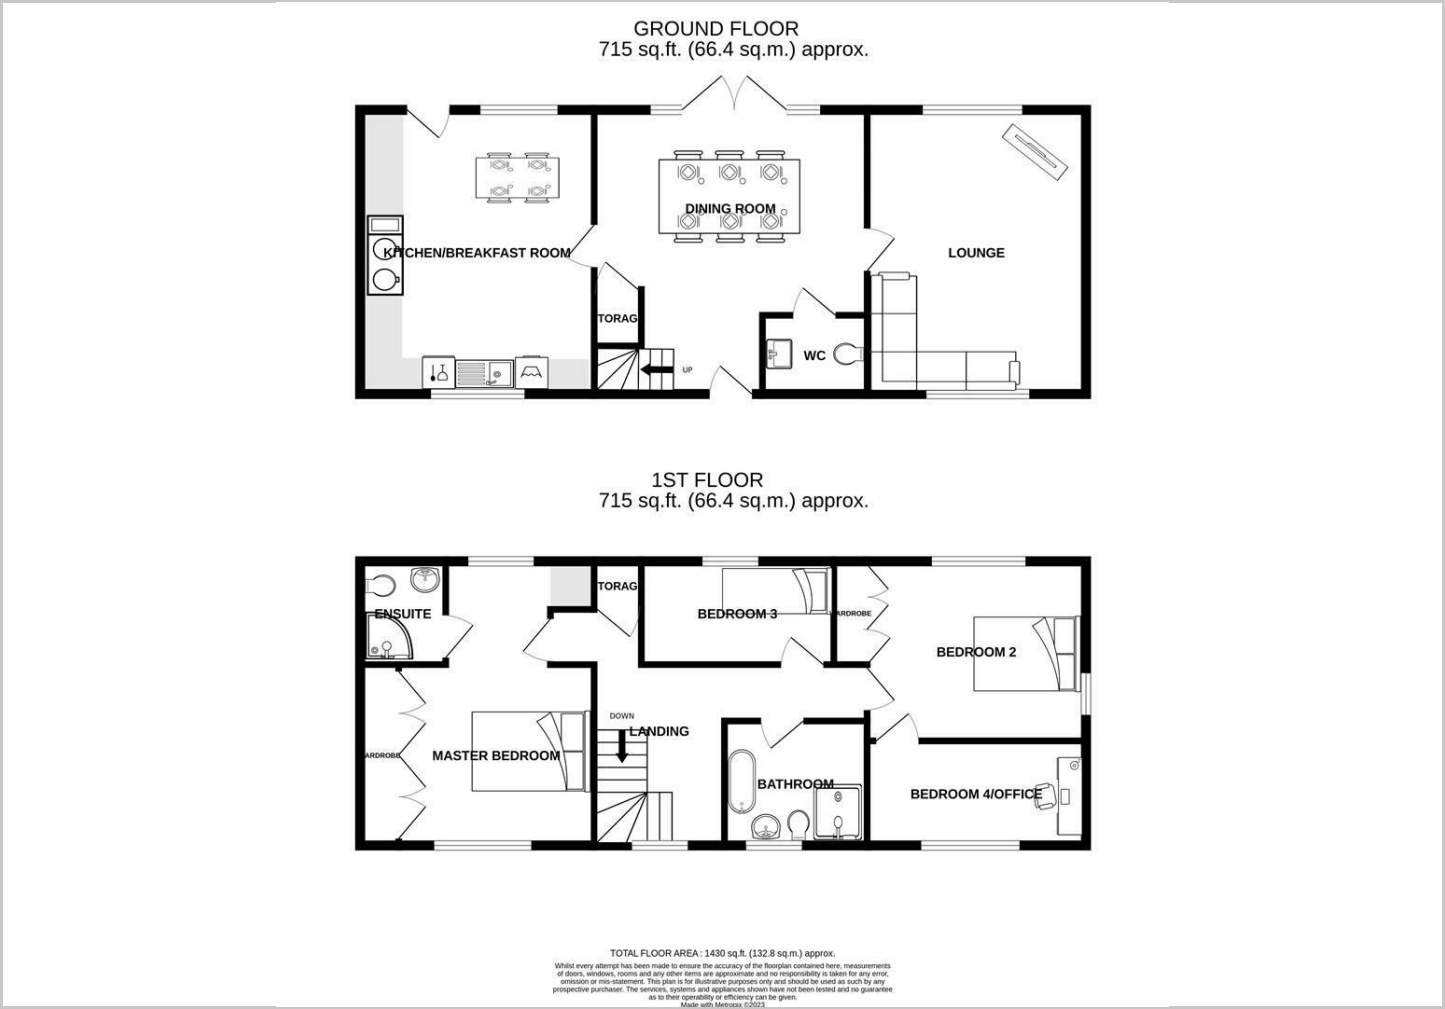 GROUND FLOOR
715 sq.ft. (66.4 sq.m.) approx.
DINING ROOM
KITCHEN/BREAKFAST ROOM
LOUNGE
TORAG
WC
UP
1ST FLOOR
715 sq.ft. (66.4 sq.m.) approx.
TORAG
ENSUITE
BEDROOM 3
ARDROBE
BEDROOM 2
DOWN
LANDING
ARDROBE
MASTER BEDROOM
BATHROOM
BEDROOM 4/OFFICE
TOTAL FLOOR AREA : 1430 sq.ft. (132.8 sq.m.) approx.
Whilst every attempt has been made to ensure the accuracy of the floorplan contained here, measurements
of doors, windows, rooms and any other items are approximate and no responsibility is taken for any error,
omission or mis-statement. This plan is for illustrative purposes only and should be used as such by any
prospective purchaser. The services, systems and appliances shown have not been tested and no guarantee
as to their operability or efficiency can be given.
Made with Metropix ©2023